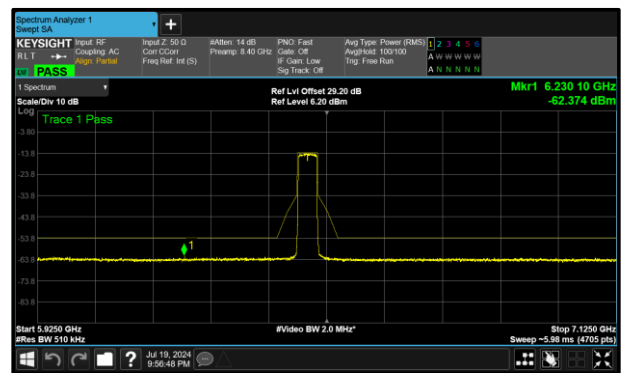 Spectrum Analyzer 1
Swept SA
KEYSIGHT
R L T
LW PASS
Input: RF
Coupling: AC
Align: Partial
Input Z: 50 Ω
Corr CCorr
Freq Ref: Int (S)
#Atten: 14 dB
Preamp: 8.40 GHz
PNO: Fast
Gate: Off
IF Gain: Low
Sig Track: Off
Avg Type: Power (RMS)
Avg|Hold: 100/100
Trig: Free Run
1 2 3 4 5 6
A W W W W W
A N N N N N
1 Spectrum
Scale/Div 10 dB
Ref Lvl Offset 29.20 dB
Ref Level 6.20 dBm
Mkr1 6.230 10 GHz
-62.374 dBm
Log
Trace 1 Pass
-3.80
-13.8
-23.8
-33.8
-43.8
-53.8
1
-63.8
-73.8
-83.8
Start 5.9250 GHz
#Res BW 510 kHz
#Video BW 2.0 MHz*
Stop 7.1250 GHz
Sweep ~5.98 ms (4705 pts)
Jul 19, 2024
9:56:48 PM